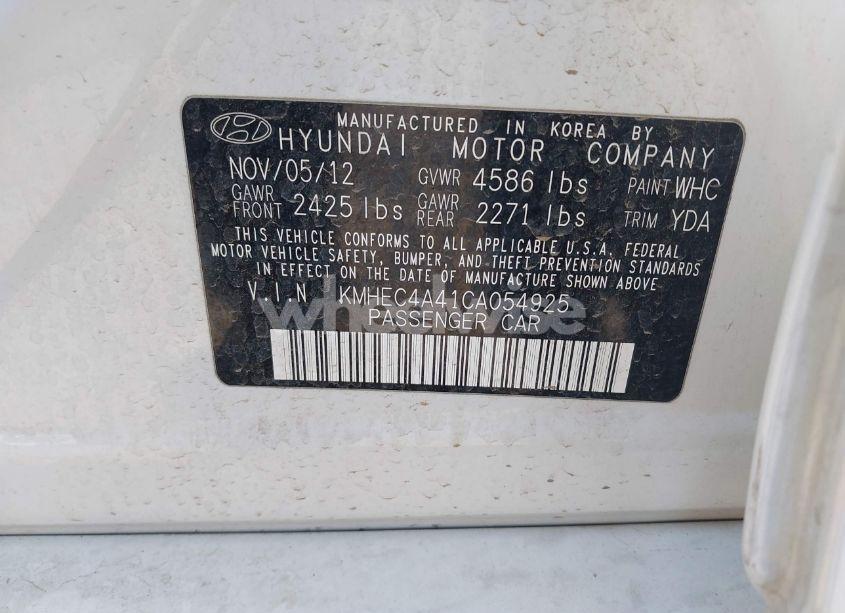 MANUFACTURED IN KOREA BY
HYUNDAI MOTOR COMPANY
NOV/05/12 GVWR 4586 lbs PAINT WHC
GAWR FRONT 2425 lbs GAWR REAR 2271 lbs TRIM YDA
THIS VEHICLE CONFORMS TO ALL APPLICABLE U.S.A. FEDERAL
MOTOR VEHICLE SAFETY, BUMPER, AND THEFT PREVENTION STANDARDS
IN EFFECT ON THE DATE OF MANUFACTURE SHOWN ABOVE.
V.I.N KMHEC4A41CA054925
PASSENGER CAR